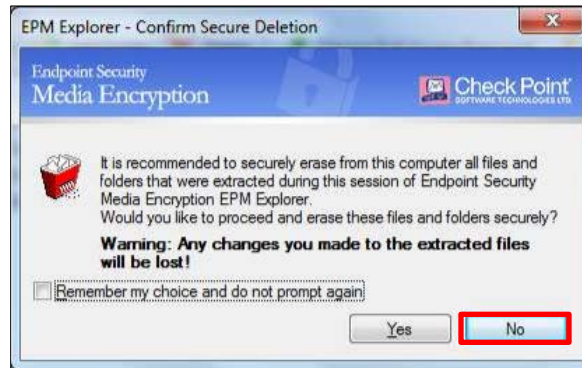 EPM Explorer - Confirm Secure Deletion
Endpoint Security
Media Encryption
Check Point
SOFTWARE TECHNOLOGIES LTD.
It is recommended to securely erase from this computer all files and
folders that were extracted during this session of Endpoint Security
Media Encryption EPM Explorer.
Would you like to proceed and erase these files and folders securely?
Warning: Any changes you made to the extracted files
will be lost!
Remember my choice and do not prompt again
Yes No